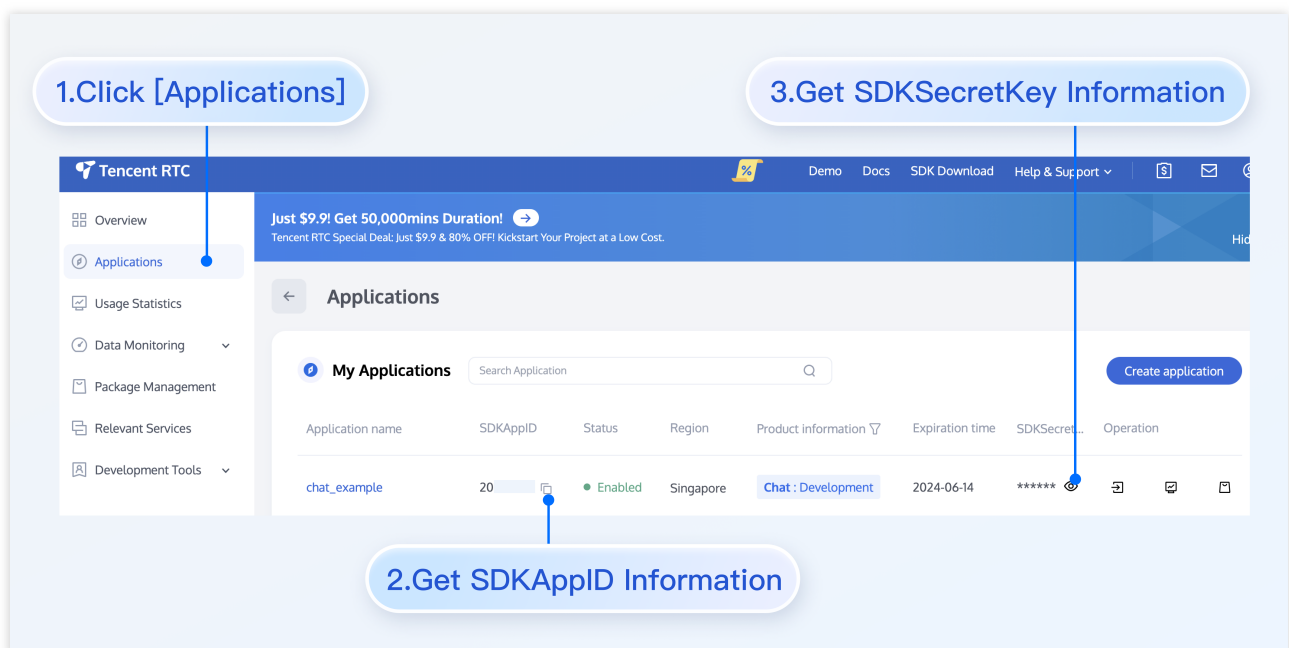 1.Click [Applications]
3.Get SDKSecretKey Information
Tencent RTC
%
Demo
Docs
SDK Download
Help & Support
$
Overview
Applications
Usage Statistics
Data Monitoring
Package Management
Relevant Services
Development Tools
Just $9.9! Get 50,000mins Duration!
Tencent RTC Special Deal: Just $9.9 & 80% OFF! Kickstart Your Project at a Low Cost.
Hid
Applications
My Applications
Search Application
Create application
Application name
SDKAppID
Status
Region
Product information
Expiration time
SDKSecret...
Operation
chat_example
20
Enabled
Singapore
Chat : Development
2024-06-14
******
2.Get SDKAppID Information